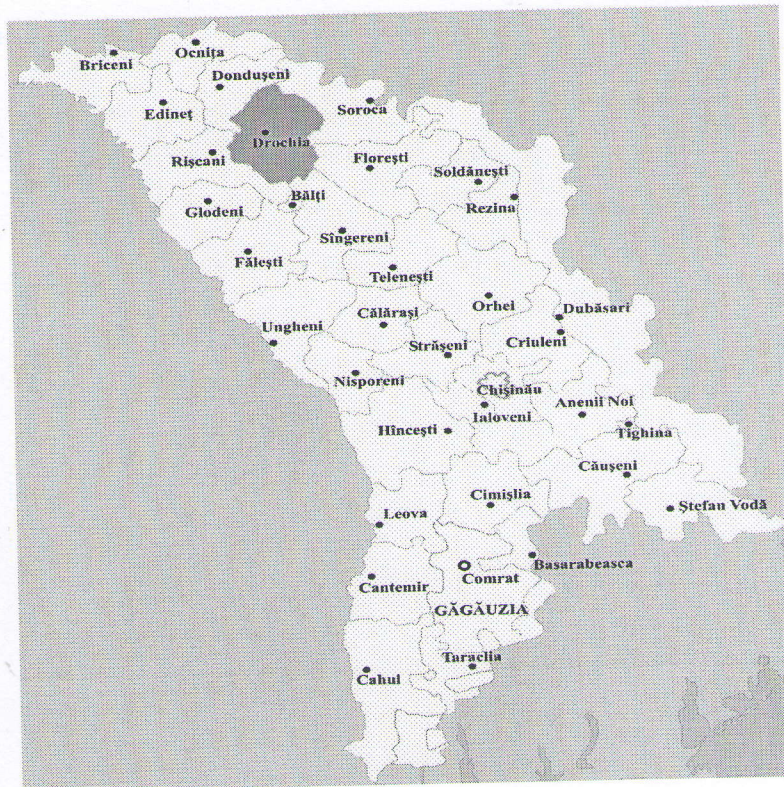 Ocnița
Briceni
Dondușeni
Edineț
Soroca
Drochia
Rîșcani
Florești
Soldănești
Bălți
Rezina
Glodeni
Sîngereni
Fălești
Telenești
Orhei
Dubăsari
Călărași
Ungheni
Criuleni
Strășeni
Nisporeni
Chișinău
Anenii Noi
Ialoveni
Hîncești
Tighina
Căușeni
Cimișlia
Ștefan Vodă
Leova
Basarabeasca
Comrat
Cantemir
GĂGĂUZIA
Taraclia
Cahul